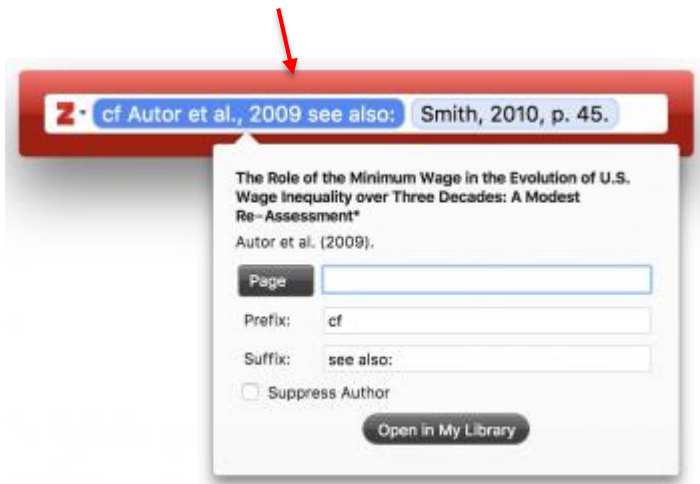 Z cf Autor et al., 2009 see also: Smith, 2010, p. 45.
The Role of the Minimum Wage in the Evolution of U.S.
Wage Inequality over Three Decades: A Modest
Re-Assessment*
Autor et al. (2009).
Page
Prefix: cf
Suffix: see also:
Suppress Author
Open in My Library